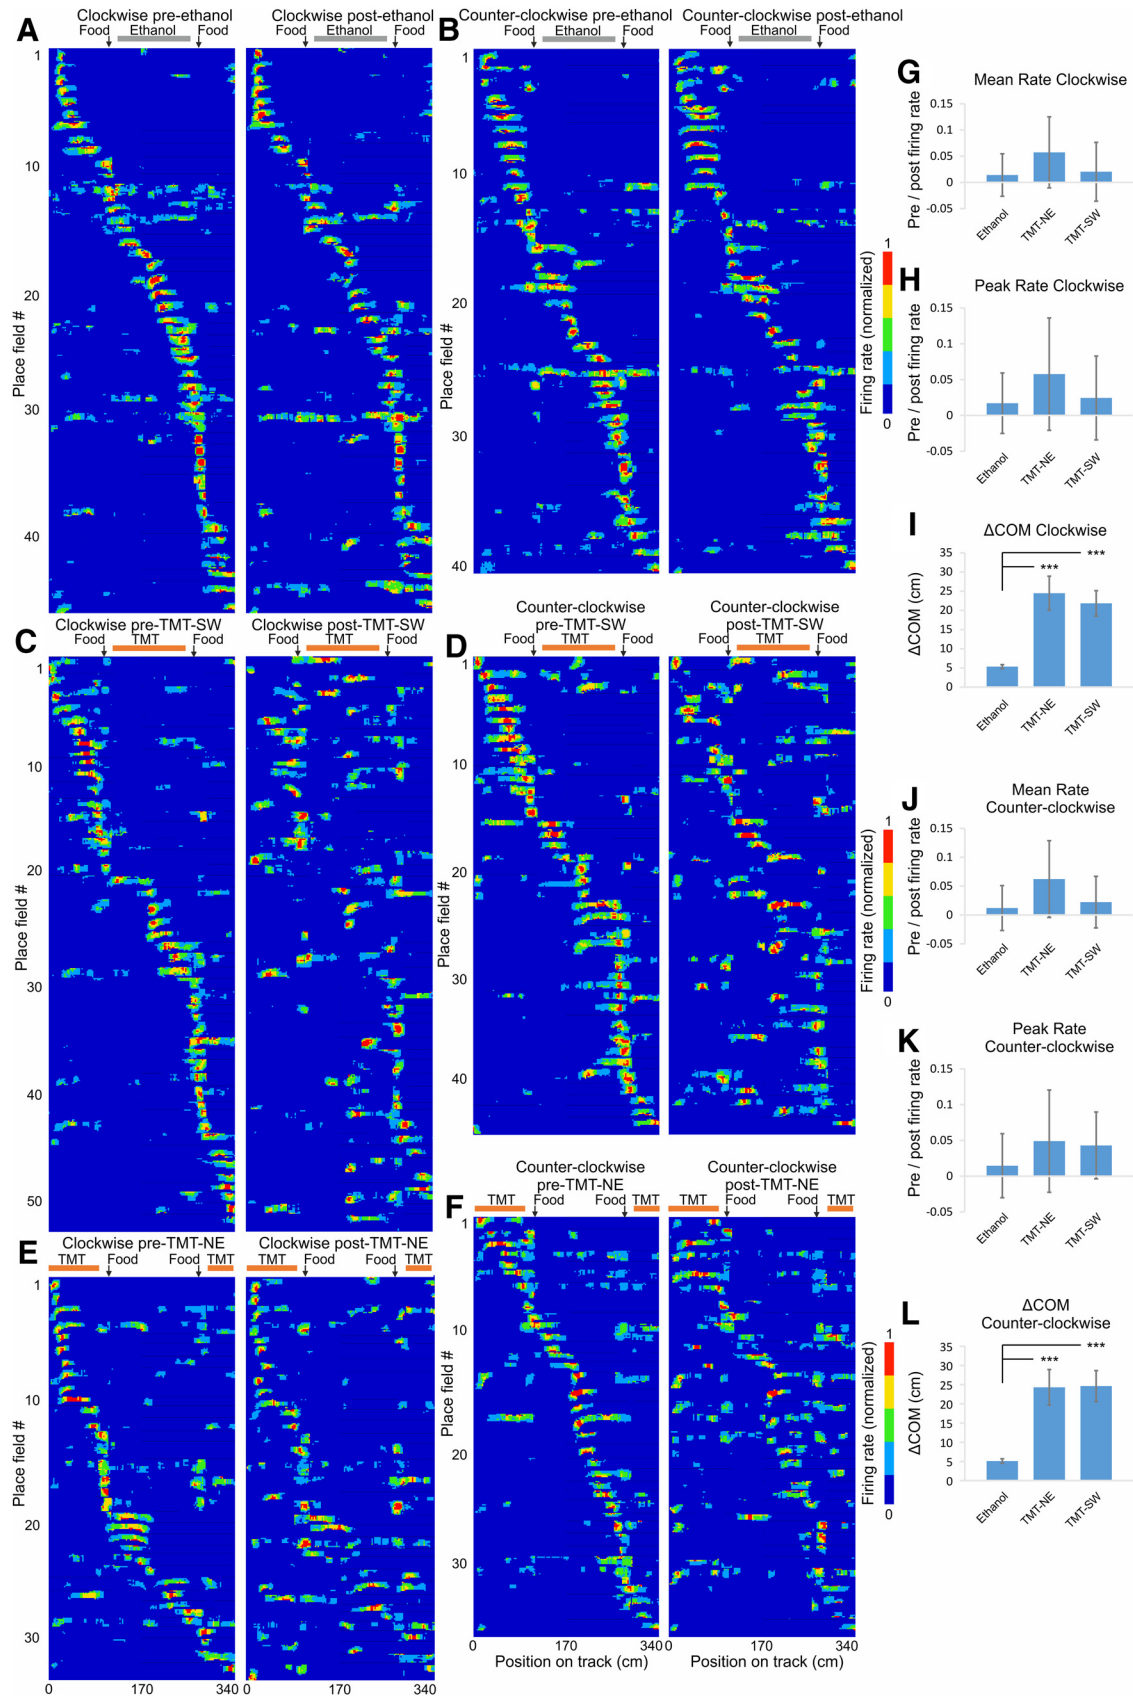 A
Clockwise pre-ethanol
Clockwise post-ethanol
Food Ethanol Food
Food Ethanol Food
1
10
20
30
40
Place field #
B
Counter-clockwise pre-ethanol
Counter-clockwise post-ethanol
Food Ethanol Food
Food Ethanol Food
1
10
20
30
40
Place field #
Firing rate (normalized)
1
0
C
Clockwise pre-TMT-SW
Clockwise post-TMT-SW
Food TMT Food
Food TMT Food
1
10
20
30
40
50
Place field #
D
Counter-clockwise
pre-TMT-SW
Counter-clockwise
post-TMT-SW
Food TMT Food
Food TMT Food
1
10
20
30
40
Place field #
Firing rate (normalized)
1
0
E
Clockwise pre-TMT-NE
Clockwise post-TMT-NE
TMT Food Food TMT
TMT Food Food TMT
1
10
20
30
Place field #
0 170 340
0 170 340
F
Counter-clockwise
pre-TMT-NE
Counter-clockwise
post-TMT-NE
TMT Food Food TMT
TMT Food Food TMT
1
10
20
30
Place field #
0 170 340
0 170 340
Position on track (cm)
Position on track (cm)
Firing rate (normalized)
1
0
G
Mean Rate Clockwise
Pre / post firing rate
0.15
0.1
0.05
0
-0.05
Ethanol
TMT-NE
TMT-SW
H
Peak Rate Clockwise
Pre / post firing rate
0.15
0.1
0.05
0
-0.05
Ethanol
TMT-NE
TMT-SW
I
ΔCOM Clockwise
ΔCOM (cm)
35
30
25
20
15
10
5
0
***
***
Ethanol
TMT-NE
TMT-SW
J
Mean Rate
Counter-clockwise
Pre / post firing rate
0.15
0.1
0.05
0
-0.05
Ethanol
TMT-NE
TMT-SW
K
Peak Rate
Counter-clockwise
Pre / post firing rate
0.15
0.1
0.05
0
-0.05
Ethanol
TMT-NE
TMT-SW
L
ΔCOM
Counter-clockwise
ΔCOM (cm)
35
30
25
20
15
10
5
0
***
***
Ethanol
TMT-NE
TMT-SW